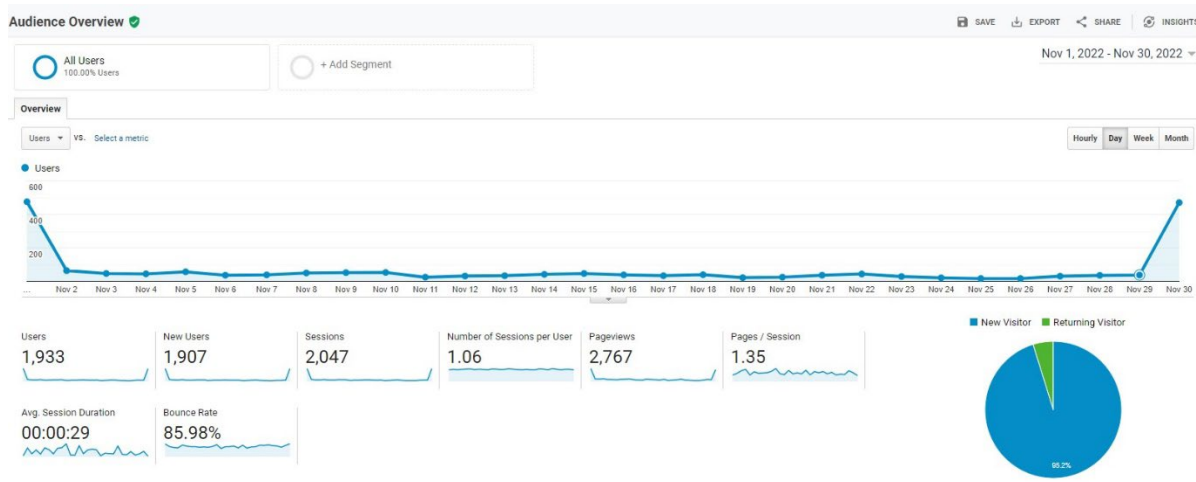 Audience Overview
SAVE
EXPORT
SHARE
INSIGHTS
All Users
100.00% Users
+ Add Segment
Nov 1, 2022 - Nov 30, 2022
Overview
Users
VS.
Select a metric
Hourly
Day
Week
Month
Users
600
400
200
...
Nov 2
Nov 3
Nov 4
Nov 5
Nov 6
Nov 7
Nov 8
Nov 9
Nov 10
Nov 11
Nov 12
Nov 13
Nov 14
Nov 15
Nov 16
Nov 17
Nov 18
Nov 19
Nov 20
Nov 21
Nov 22
Nov 23
Nov 24
Nov 25
Nov 26
Nov 27
Nov 28
Nov 29
Nov 30
New Visitor
Returning Visitor
Users
1,933
New Users
1,907
Sessions
2,047
Number of Sessions per User
1.06
Pageviews
2,767
Pages / Session
1.35
Avg. Session Duration
00:00:29
Bounce Rate
85.98%
95.2%